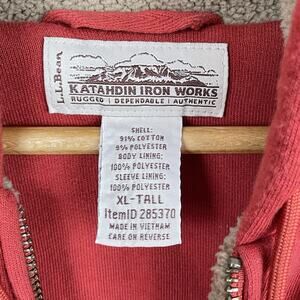 L.L.Bean
KATAHDIN IRON WORKS
RUGGED | DEPENDABLE | AUTHENTIC
SHELL:
91% COTTON
9% POLYESTER
BODY LINING:
100% POLYESTER
SLEEVE LINING:
100% POLYESTER
XL-TALL
ItemID 285370
MADE IN VIETNAM
CARE ON REVERSE